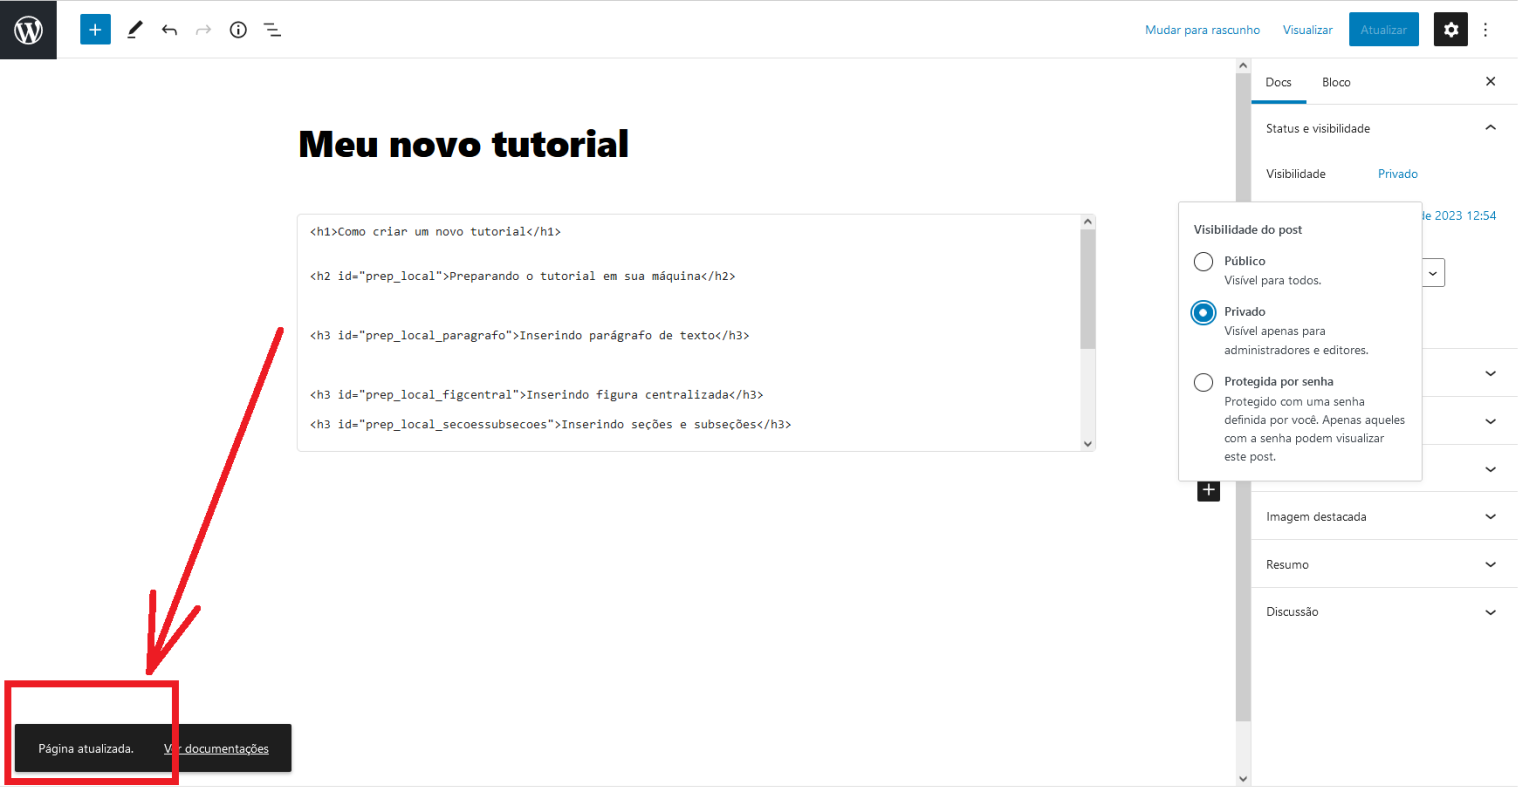 Mudar para rascunho Visualizar Atualizar
Docs Bloco
Meu novo tutorial
<h1>Como criar um novo tutorial</h1>
<h2 id="prep_local">Preparando o tutorial em sua máquina</h2>
<h3 id="prep_local_paragrafo">Inserindo parágrafo de texto</h3>
<h3 id="prep_local_figcentral">Inserindo figura centralizada</h3>
<h3 id="prep_local_secoessubsecoes">Inserindo seções e subseções</h3>
Status e visibilidade
Visibilidade Privado
de 2023 12:54
Visibilidade do post
Público
Visível para todos.
Privado
Visível apenas para
administradores e editores.
Protegida por senha
Protegido com uma senha
definida por você. Apenas aqueles
com a senha podem visualizar
este post.
Imagem destacada
Resumo
Discussão
Página atualizada. Ver documentações